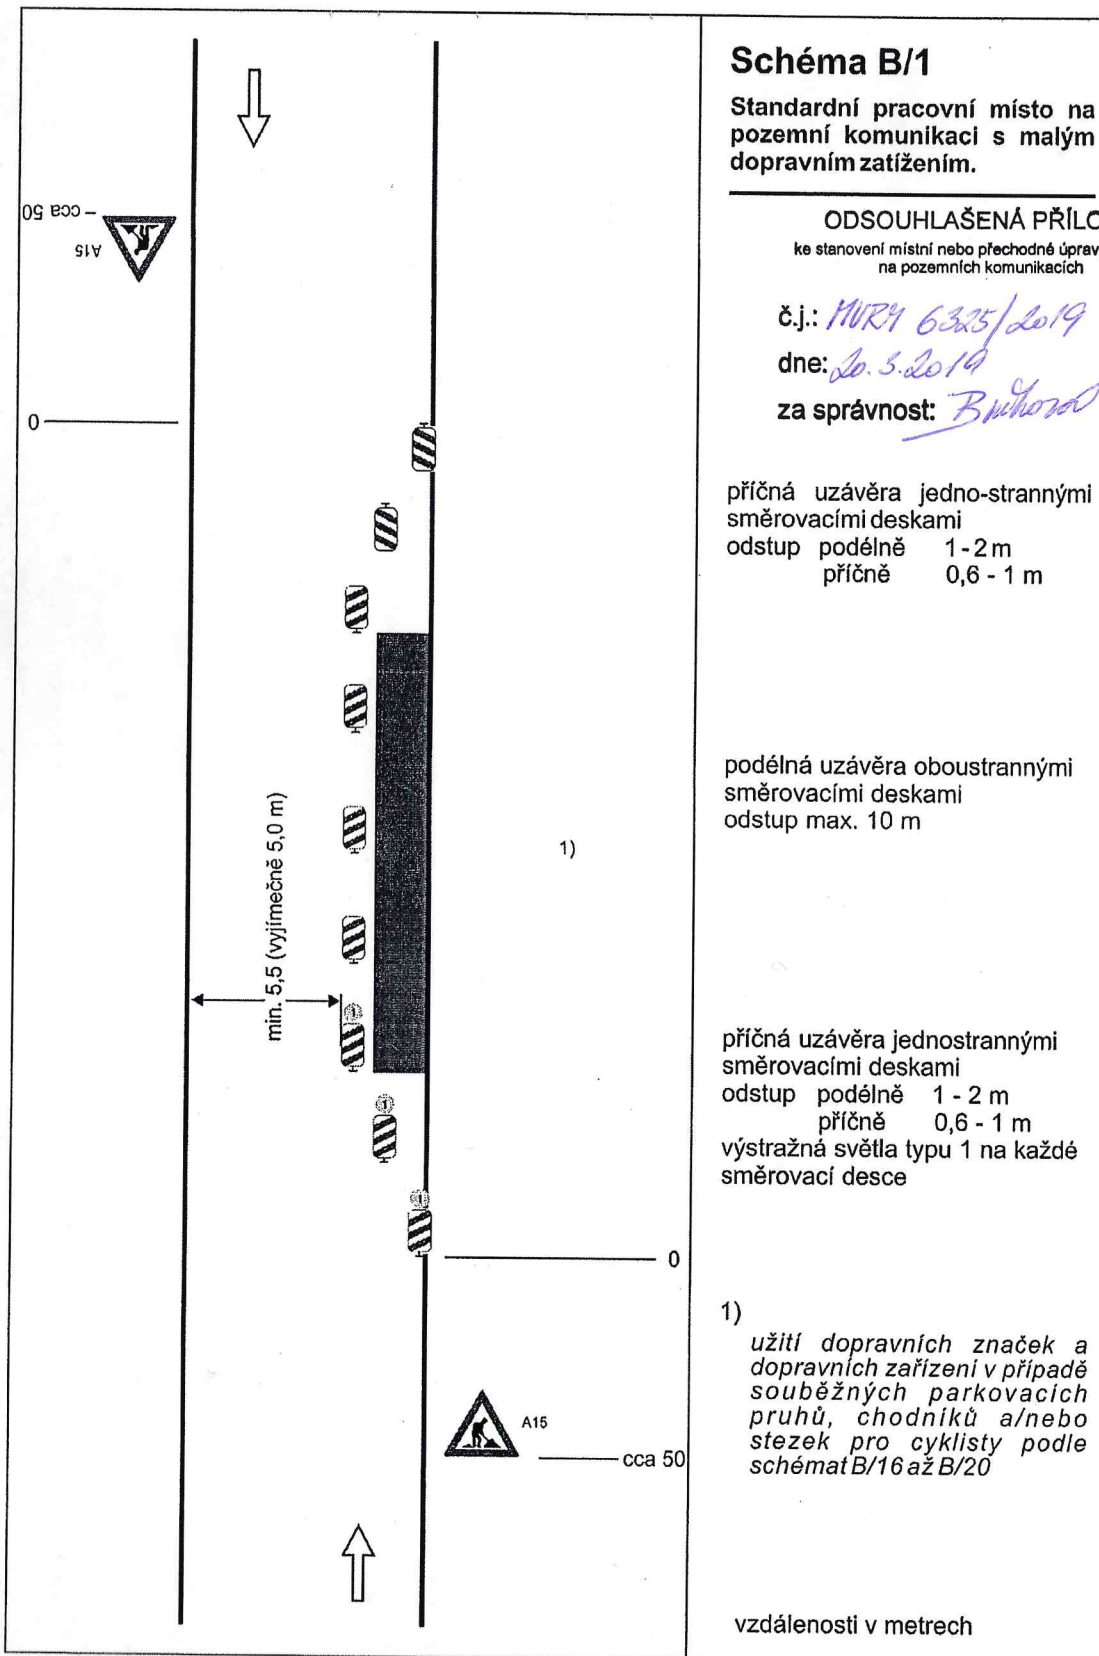 Schéma B/1
Standardní pracovní místo na
pozemní komunikaci s malým
dopravním zatížením.
ODSOUHLAŠENÁ PŘÍLO
ke stanovení místní nebo přechodné úprav
na pozemních komunikacích
č.j.: MURM 6325/2019
dne: 20.3.2019
za správnost:
příčná uzávěra jedno-strannými
směrovacími deskami
odstup podélně 1-2 m
příčně 0,6 - 1 m
podélná uzávěra oboustrannými
směrovacími deskami
odstup max. 10 m
příčná uzávěra jednostrannými
směrovacími deskami
odstup podélně 1 - 2 m
příčně 0,6 - 1 m
výstražná světla typu 1 na každé
směrovací desce
1)
užití dopravních značek a
dopravních zařízení v případě
souběžných parkovacích
pruhů, chodníků a/nebo
stezek pro cyklisty podle
schémat B/16 až B/20
vzdálenosti v metrech
cca 50
A15
0
min. 5,5 (vyjímečně 5,0 m)
1)
1
1
1
0
A15
cca 50